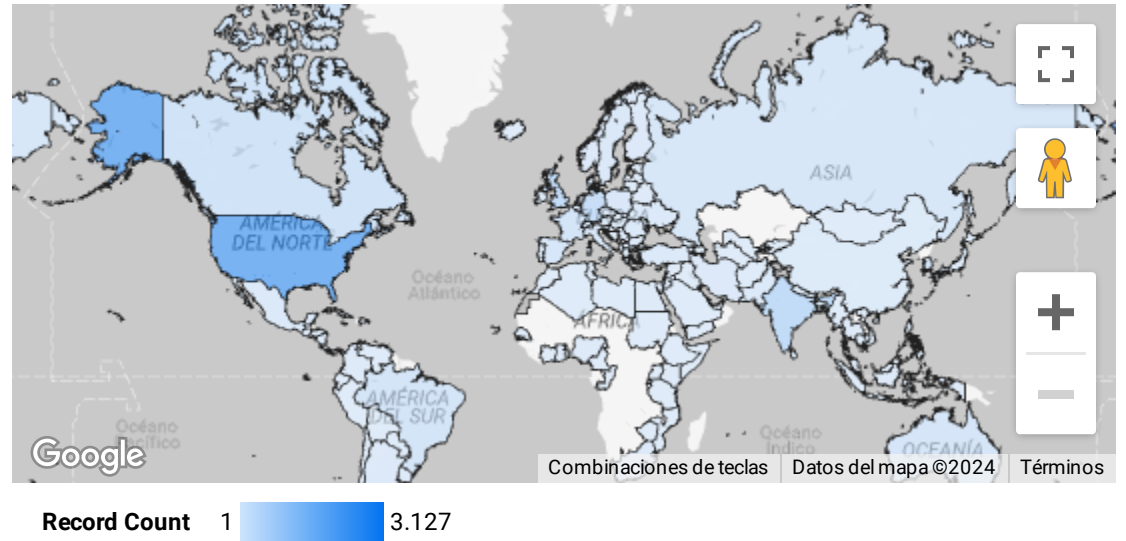 ASIA
AMÉRICA
DEL NORTE
Océano
Atlántico
ÁFRICA
AMÉRICA
DEL SUR
Océano
Pacífico
Océano
Índico
OCEANÍA
Google
Combinaciones de teclas
Datos del mapa ©2024
Términos
Record Count 1 3.127